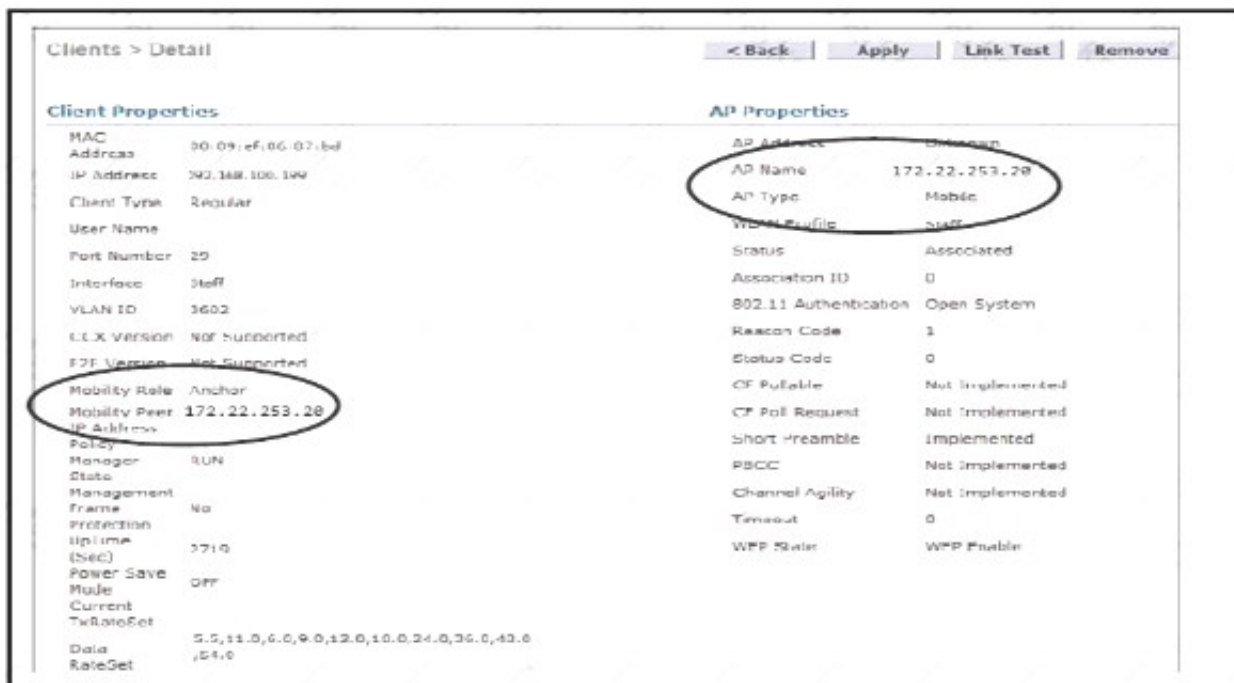 Clients > Detail
< Back Apply Link Test Remove
Client Properties
MAC Address 00:09:ef:06:07:bd
IP Address 192.168.100.199
Client Type Regular
User Name
Port Number 29
Interface Staff
VLAN ID 3602
CCX Version Not Supported
E2E Version Not Supported
Mobility Role Anchor
Mobility Peer IP Address 172.22.253.20
Policy Manager State RUN
Management Frame Protection No
UpTime (Sec) 2719
Power Save Mode OFF
Current TxRateSet
Data RateSet 5.5,11.0,6.0,9.0,12.0,18.0,24.0,36.0,48.0
,54.0
AP Properties
AP Address Unknown
AP Name 172.22.253.20
AP Type Mobile
WLAN Profile Staff
Status Associated
Association ID 0
802.11 Authentication Open System
Reason Code 1
Status Code 0
CF Pollable Not Implemented
CF Poll Request Not Implemented
Short Preamble Implemented
PBCC Not Implemented
Channel Agility Not Implemented
Timeout 0
WEP State WEP Enable